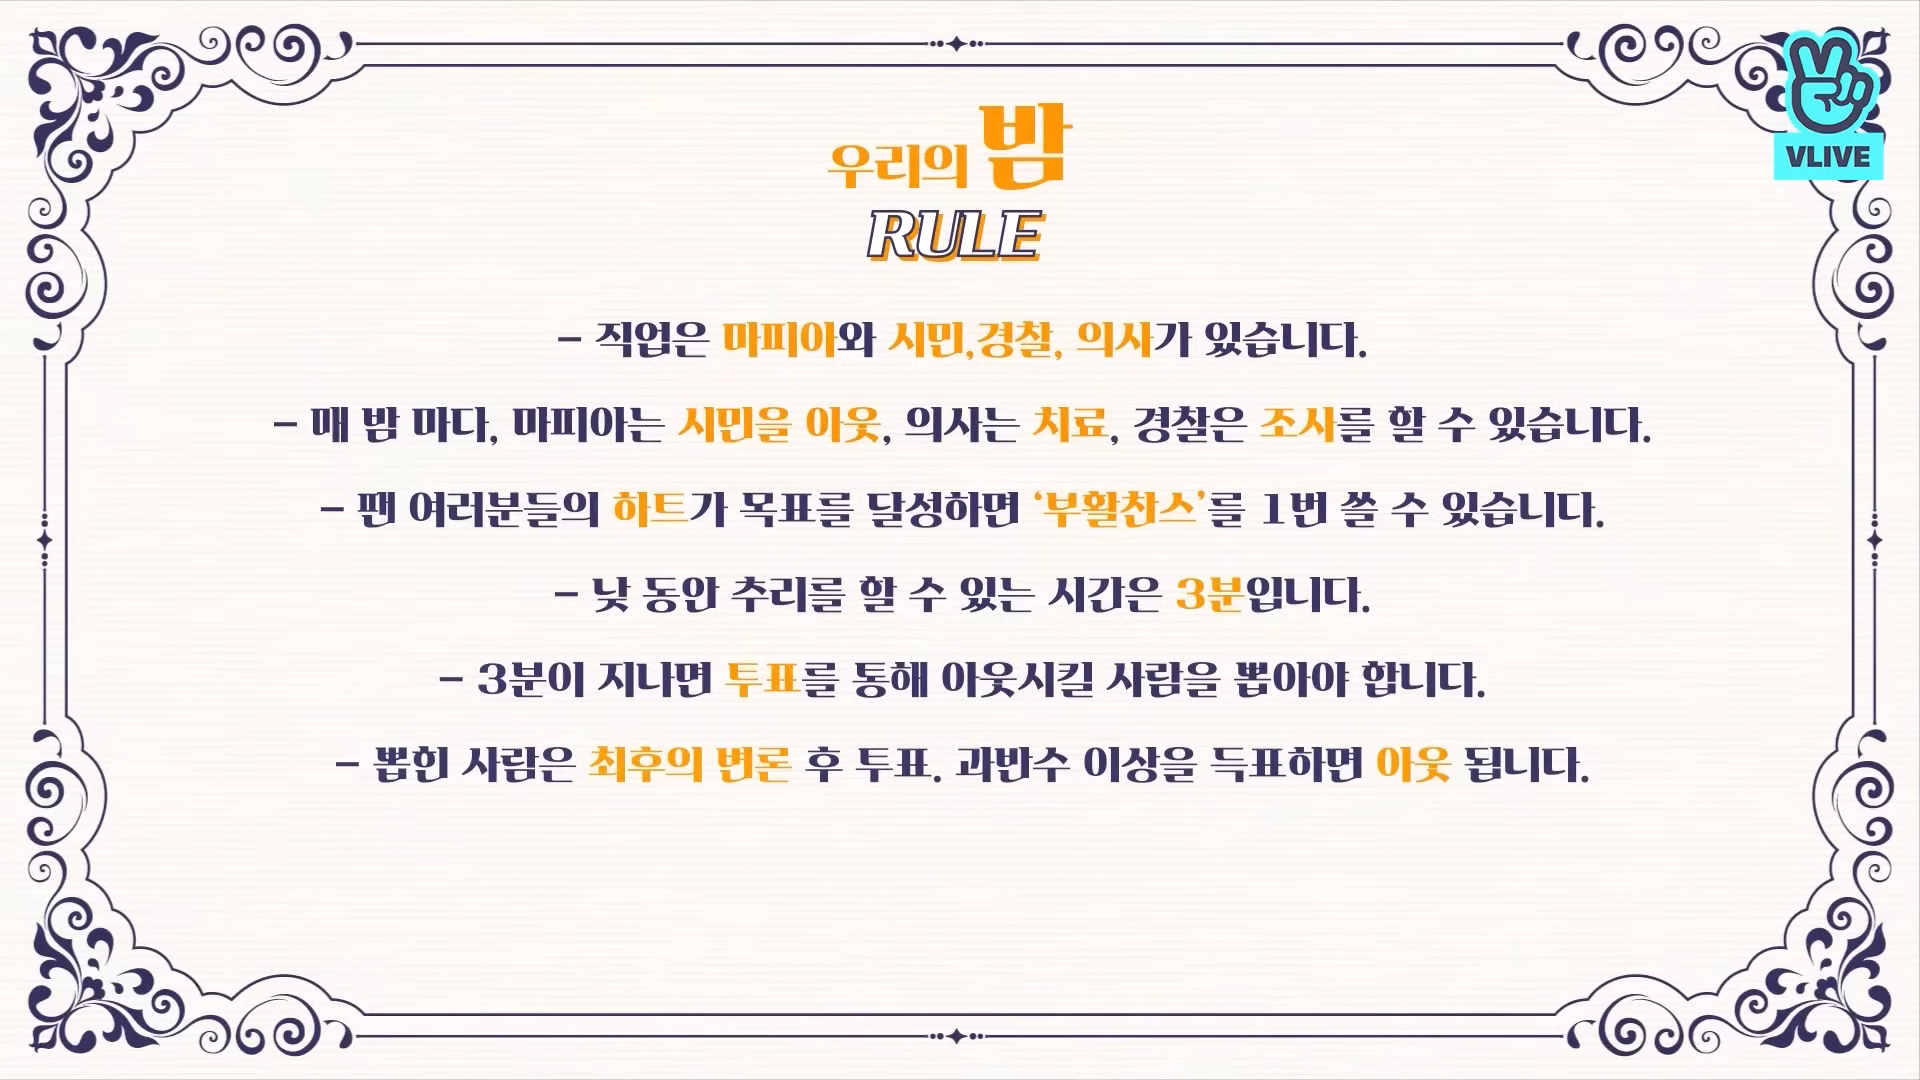 우리의 밤
RULE
VLIVE
- 직업은 마피아와 시민,경찰, 의사가 있습니다.
- 매 밤 마다, 마피아는 시민을 아웃, 의사는 치료, 경찰은 조사를 할 수 있습니다.
- 팬 여러분들의 하트가 목표를 달성하면 ‘부활찬스’를 1번 쓸 수 있습니다.
- 낮 동안 추리를 할 수 있는 시간은 3분입니다.
- 3분이 지나면 투표를 통해 아웃시킬 사람을 뽑아야 합니다.
- 뽑힌 사람은 최후의 변론 후 투표. 과반수 이상을 득표하면 아웃 됩니다.